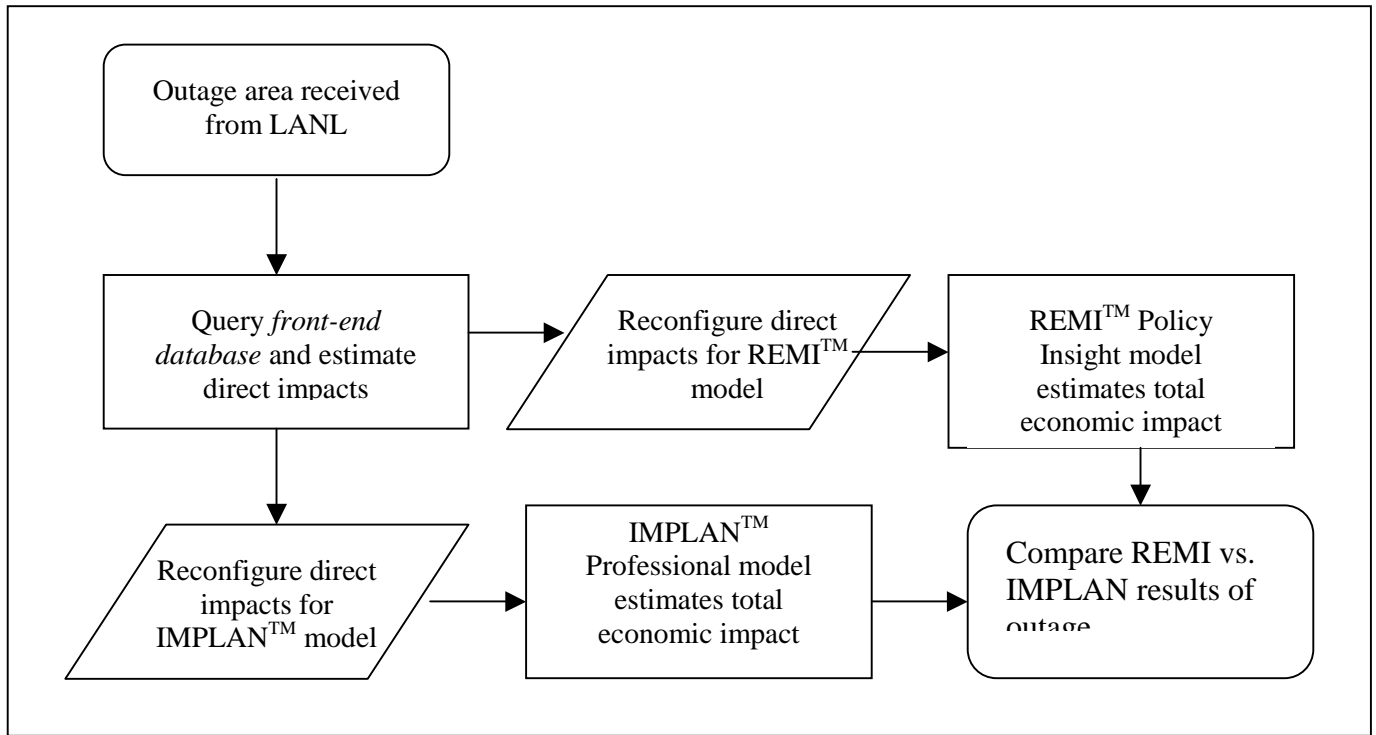 Outage area received
from LANL
Query front-end
database and estimate
direct impacts
Reconfigure direct
impacts for REMI™
model
REMI™ Policy
Insight model
estimates total
economic impact
Reconfigure direct
impacts for
IMPLAN™ model
IMPLAN™
Professional model
estimates total
economic impact
Compare REMI vs.
IMPLAN results of
outage